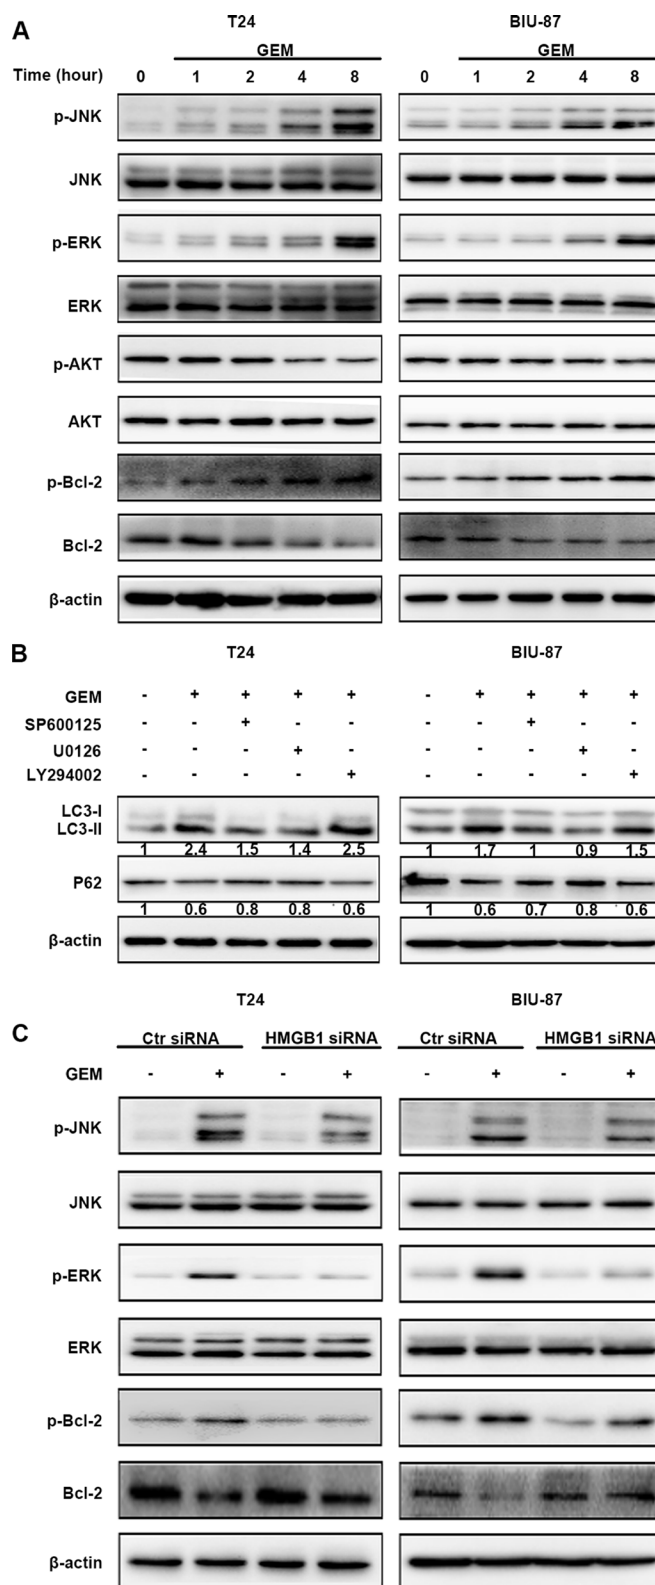 A
T24 BIU-87
GEM GEM
Time (hour) 0 1 2 4 8 0 1 2 4 8
p-JNK
JNK
p-ERK
ERK
p-AKT
AKT
p-Bcl-2
Bcl-2
β-actin
B
T24 BIU-87
GEM - + + + + - + + + +
SP600125 - - + - - - - + - -
U0126 - - - + - - - - + -
LY294002 - - - - + - - - - +
LC3-I
LC3-II
1 2.4 1.5 1.4 2.5 1 1.7 1 0.9 1.5
P62
1 0.6 0.8 0.8 0.6 1 0.6 0.7 0.8 0.6
β-actin
T24 BIU-87
C
Ctr siRNA HMGB1 siRNA Ctr siRNA HMGB1 siRNA
GEM - + - + - + - +
p-JNK
JNK
p-ERK
ERK
p-Bcl-2
Bcl-2
β-actin